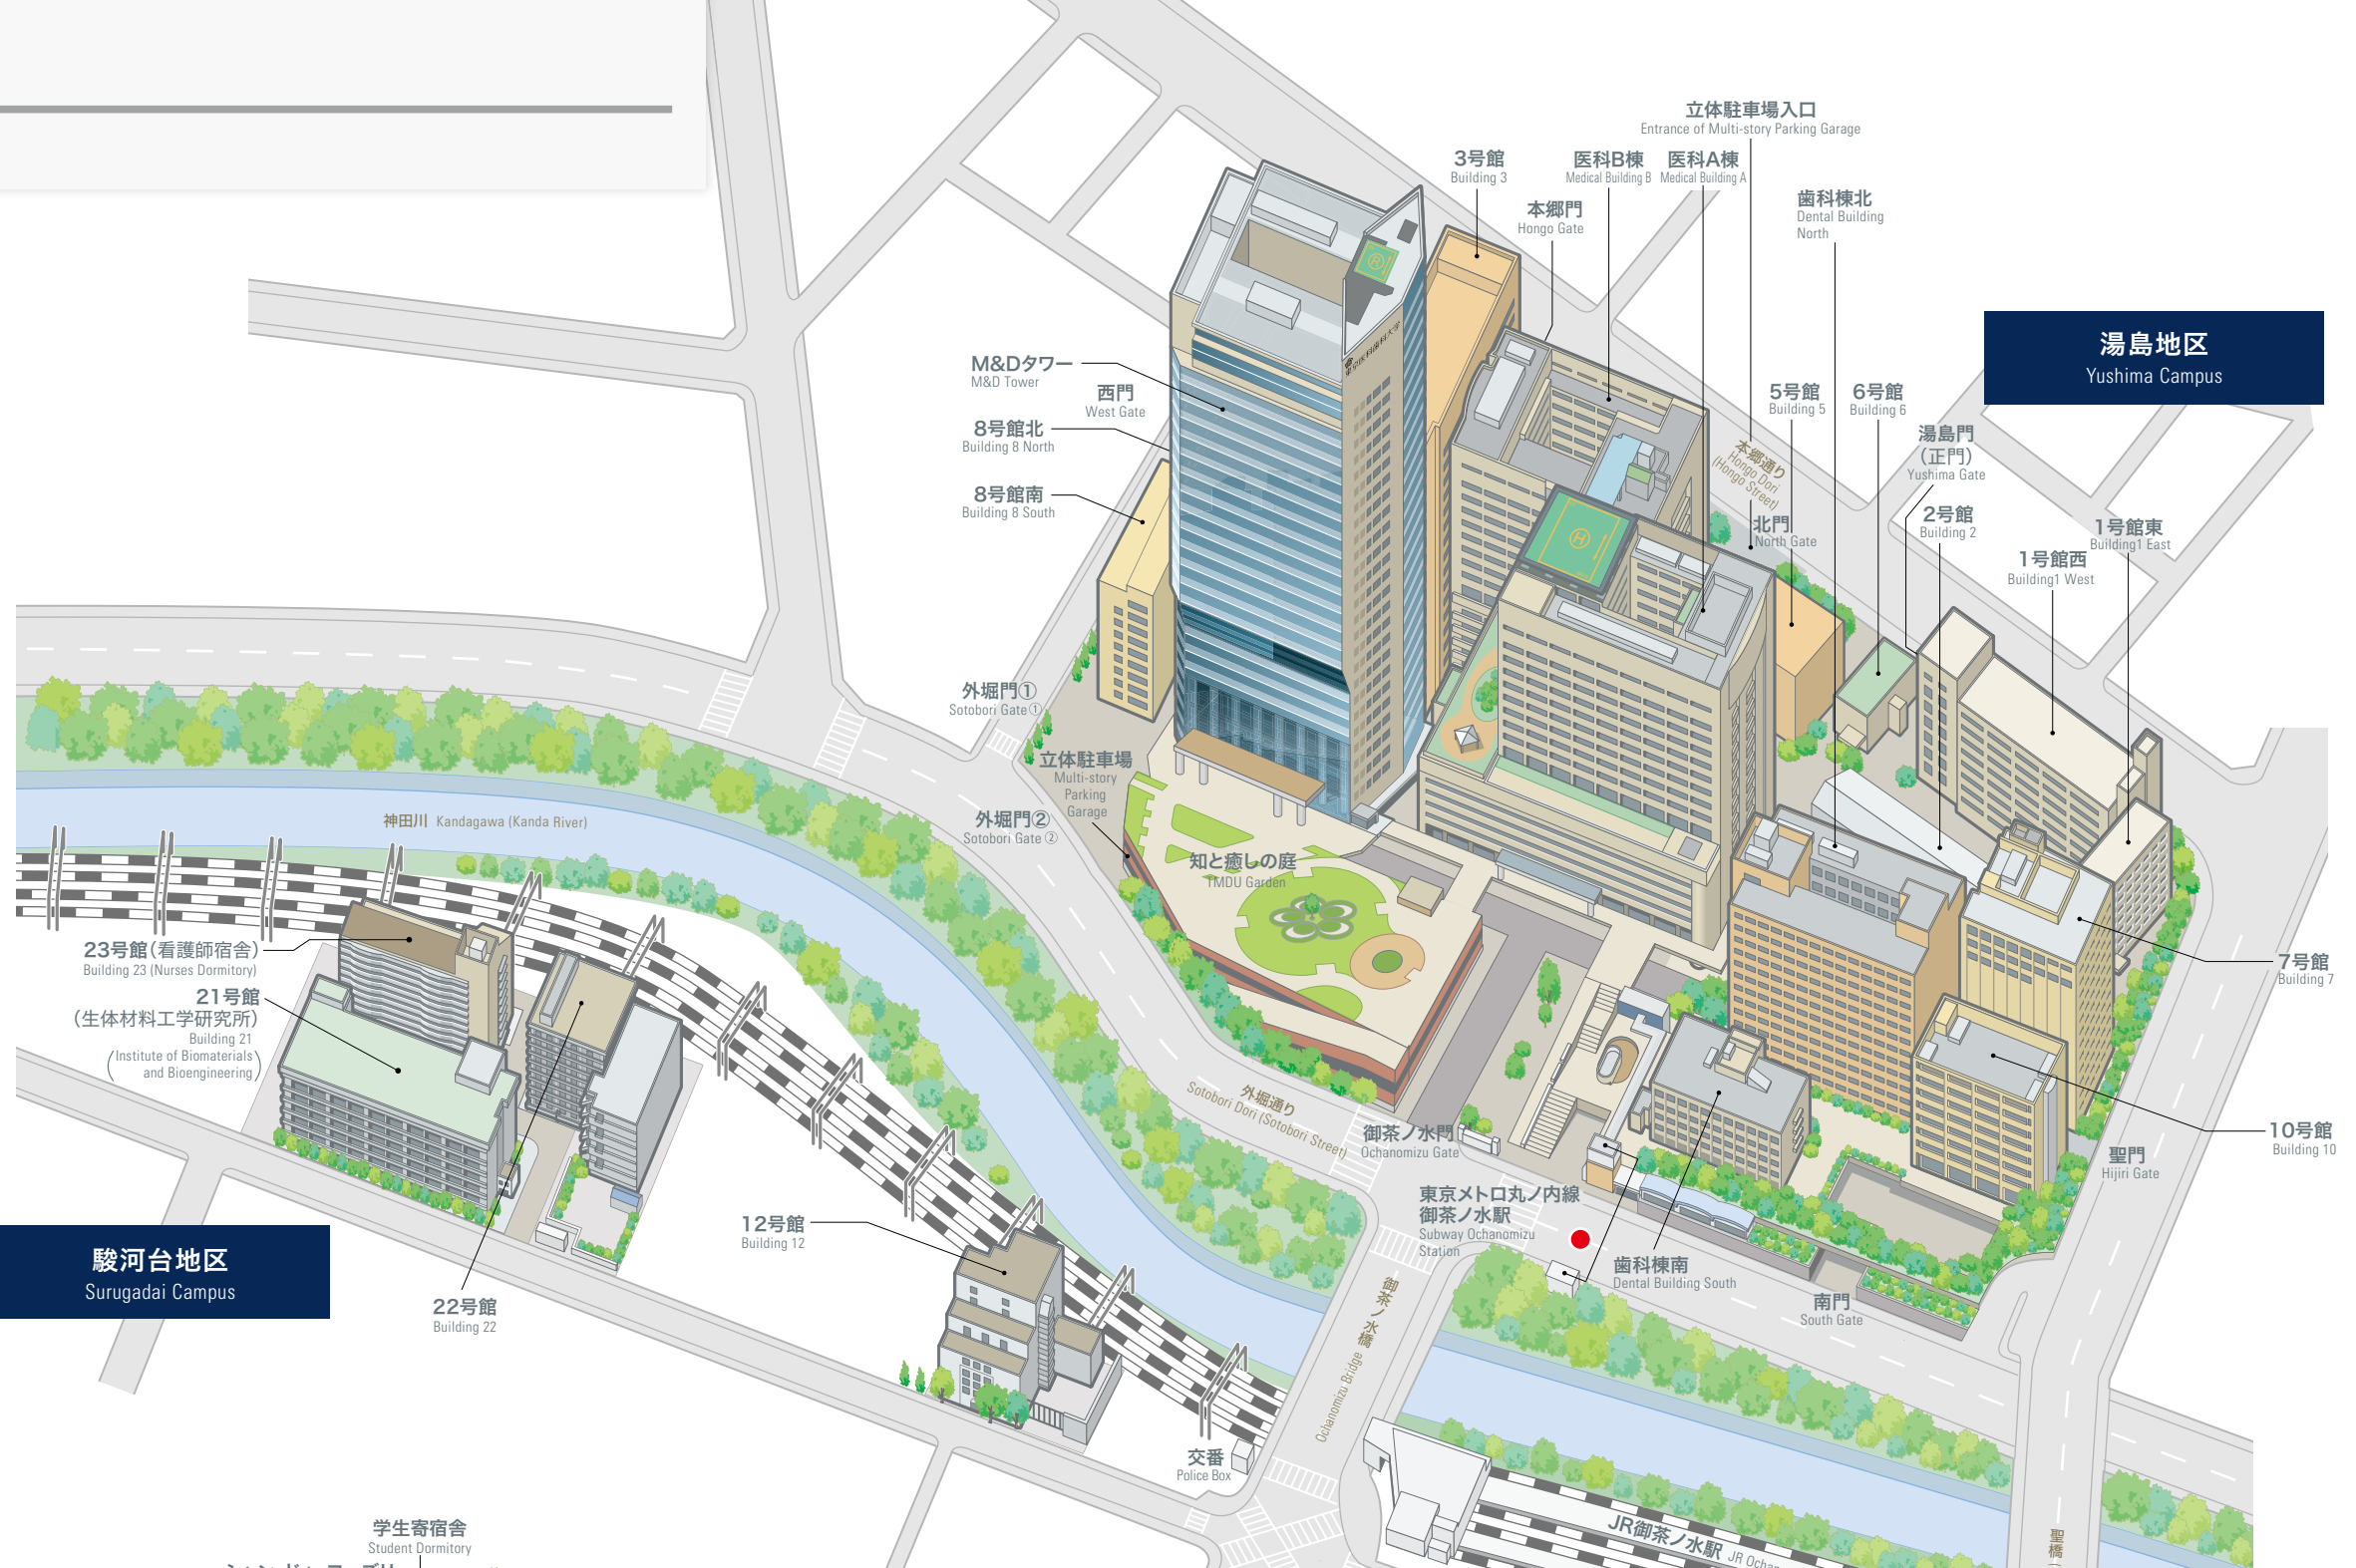 立体駐車場入口
Entrance of Multi-story Parking Garage
3号館
Building 3
医科B棟
Medical Building B
医科A棟
Medical Building A
歯科棟北
Dental Building
North
本郷門
Hongo Gate
湯島地区
Yushima Campus
M&Dタワー
M&D Tower
西門
West Gate
8号館北
Building 8 North
8号館南
Building 8 South
5号館
Building 5
6号館
Building 6
湯島門
(正門)
Yushima Gate
本郷通り
Hongo Dori
(Hongo Street)
北門
North Gate
2号館
Building 2
1号館東
Building1 East
1号館西
Building1 West
東京医科歯科大学
R
H
外堀門①
Sotobori Gate①
立体駐車場
Multi-story
Parking
Garage
外堀門②
Sotobori Gate ②
神田川 Kandagawa (Kanda River)
知と癒しの庭
TMDU Garden
23号館(看護師宿舎)
Building 23 (Nurses Dormitory)
21号館
(生体材料工学研究所)
Building 21
(Institute of Biomaterials
and Bioengineering)
7号館
Building 7
外堀通り
Sotobori Dori (Sotobori Street)
御茶ノ水門
Ochanomizu Gate
10号館
Building 10
聖門
Hijiri Gate
東京メトロ丸ノ内線
御茶ノ水駅
Subway Ochanomizu
Station
12号館
Building 12
駿河台地区
Surugadai Campus
歯科棟南
Dental Building South
南門
South Gate
22号館
Building 22
御茶ノ水橋
Ochanomizu Bridge
交番
Police Box
学生寄宿舎
Student Dormitory
JR御茶ノ水駅 JR Ochan
聖橋